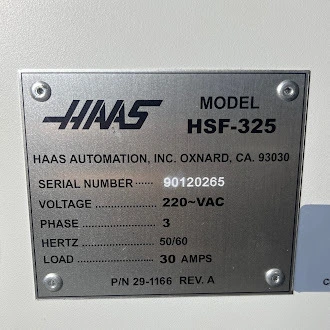 HAAS
MODEL
HSF-325
HAAS AUTOMATION, INC. OXNARD, CA. 93030
SERIAL NUMBER ····· 90120265
VOLTAGE ·············· 220~VAC
PHASE ·················· 3
HERTZ ·················· 50/60
LOAD ··················· 30 AMPS
P/N 29-1166 REV. A